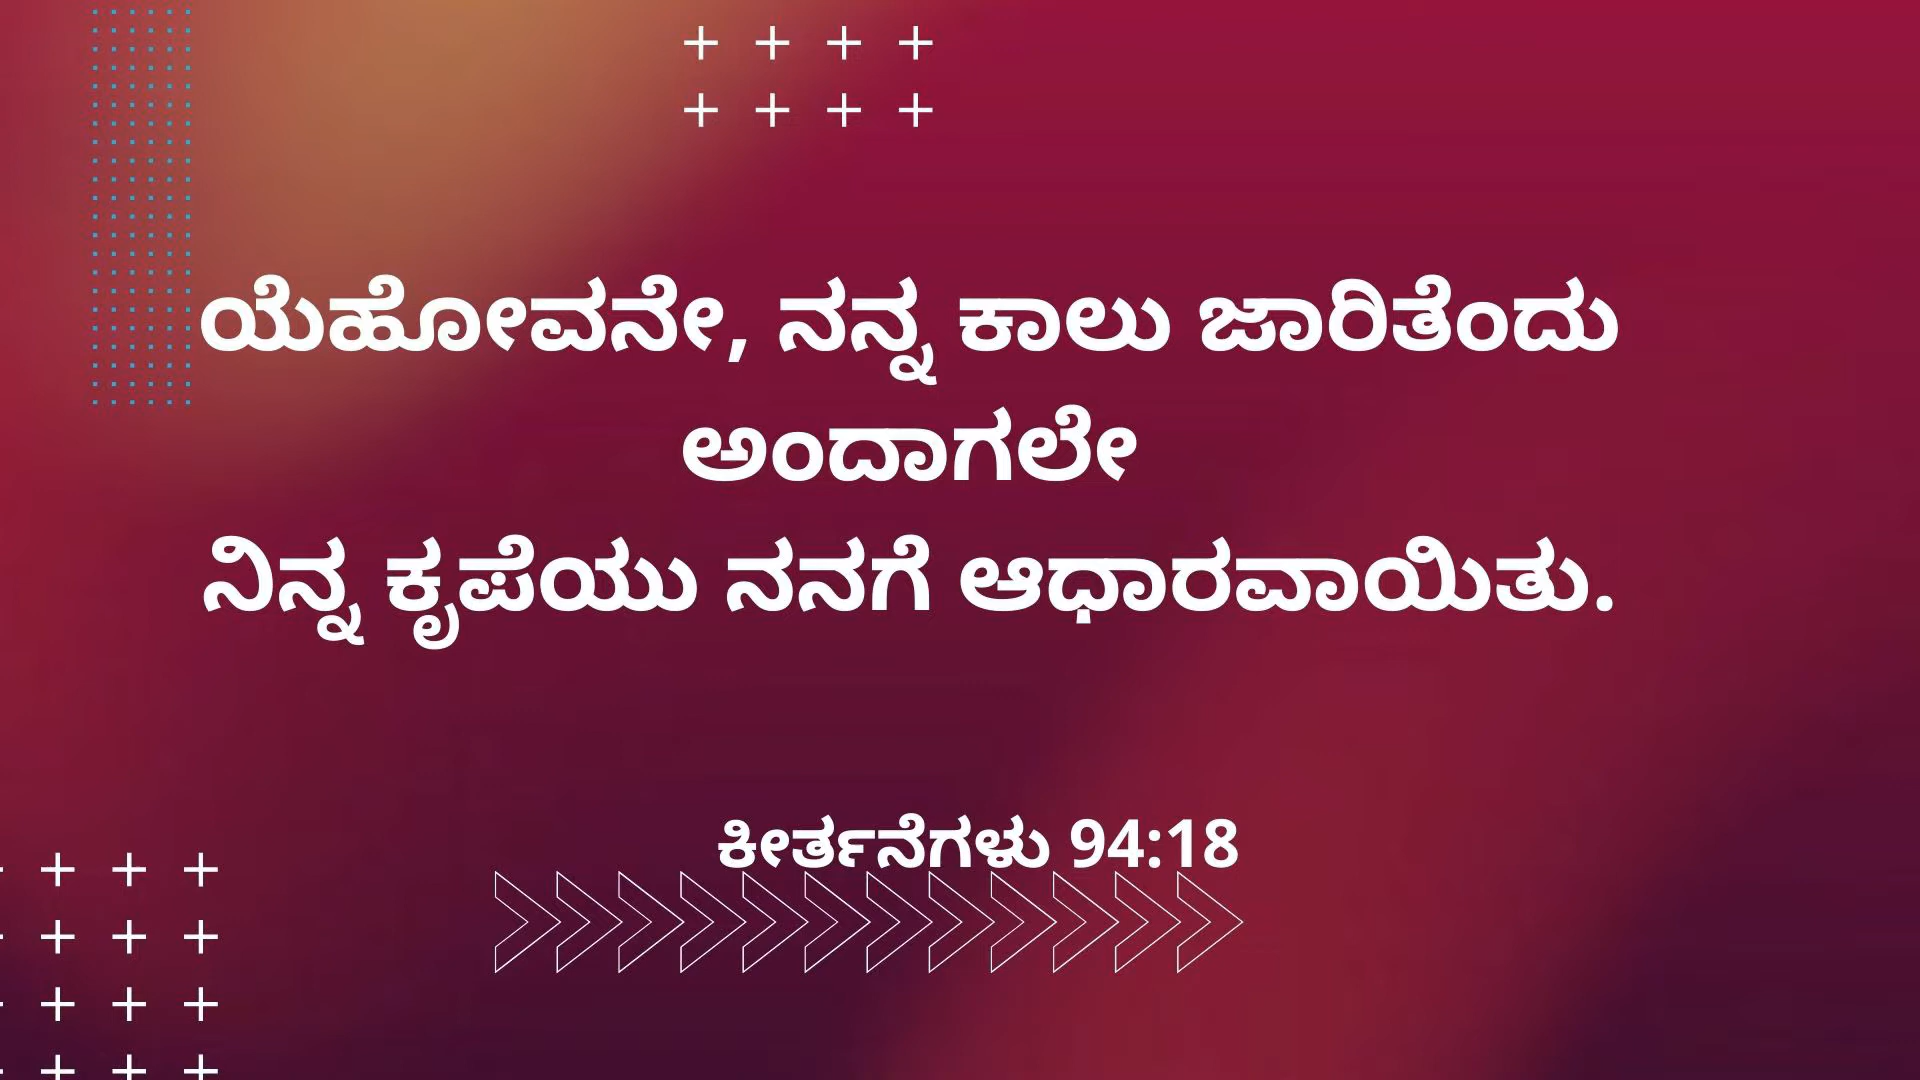 ಯೆಹೋವನೇ, ನನ್ನ ಕಾಲು ಜಾರಿತೆಂದು
ಅಂದಾಗಲೇ
ನಿನ್ನ ಕೃಪೆಯು ನನಗೆ ಆಧಾರವಾಯಿತು.
ಕೀರ್ತನೆಗಳು 94:18